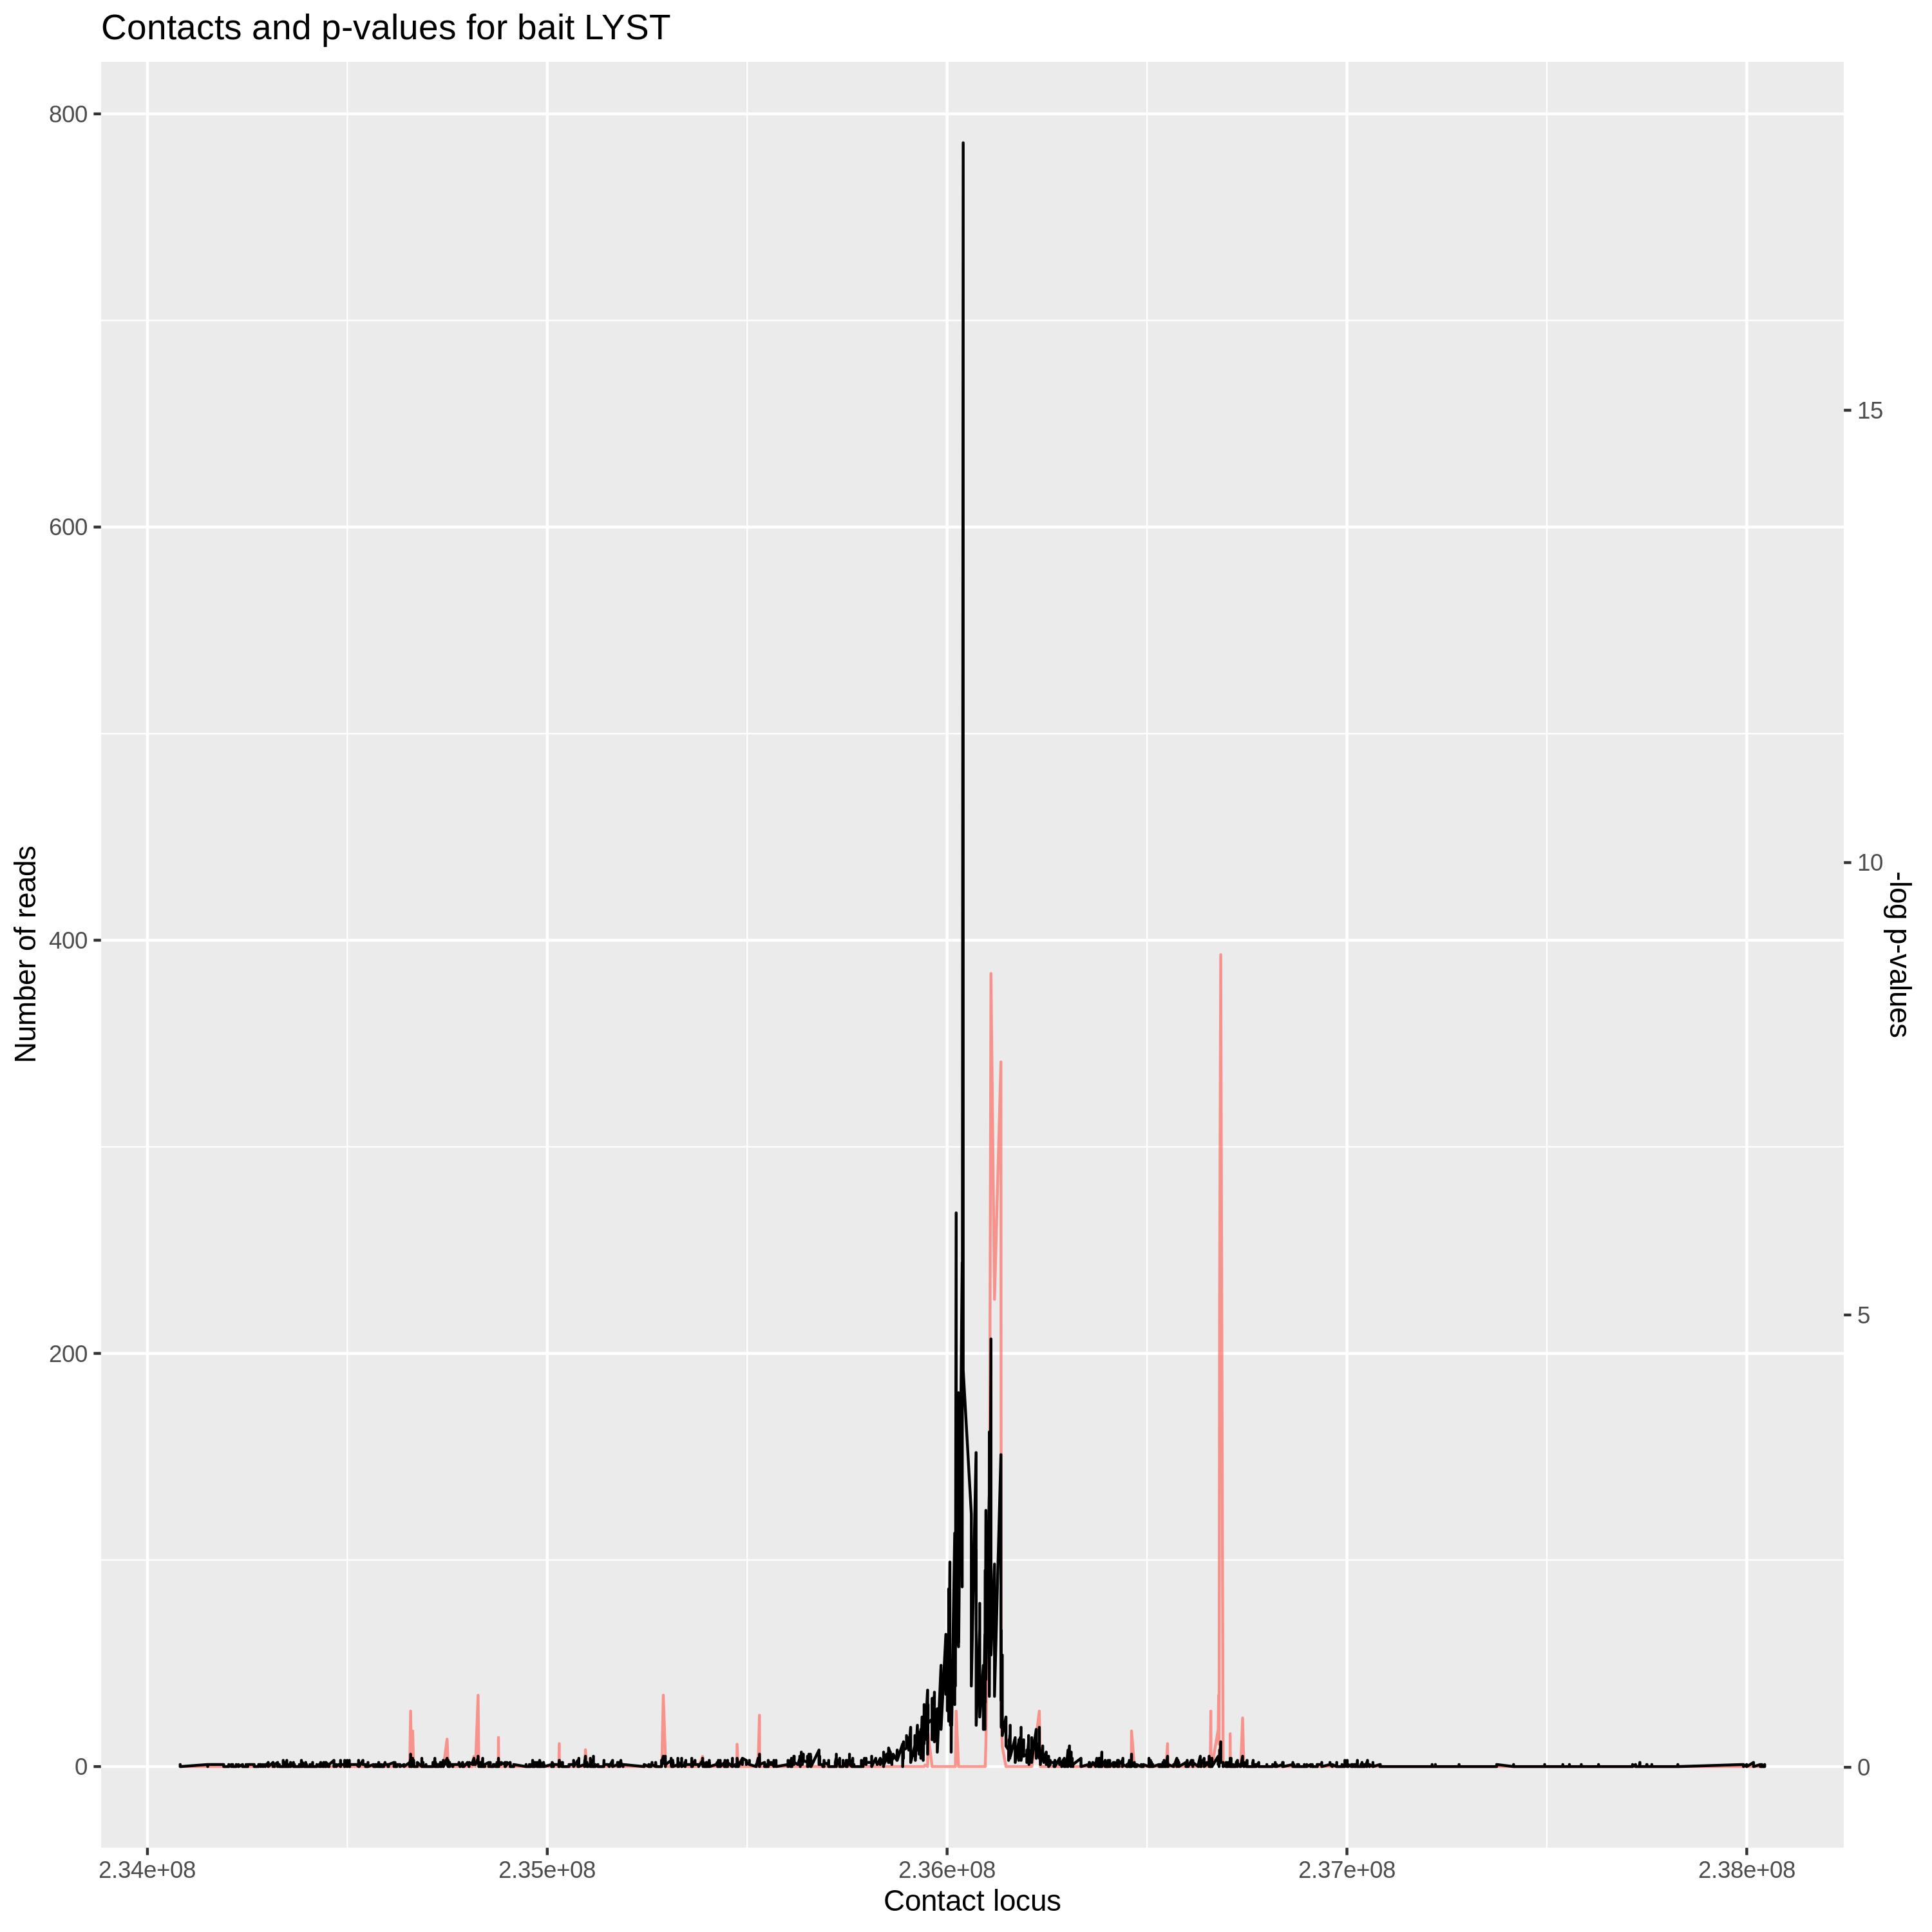 Contacts and p-values for bait LYST
800
600
400
200
0
Number of reads
15
10
5
0
-log p-values
2.34e+08
2.35e+08
2.36e+08
2.37e+08
2.38e+08
Contact locus